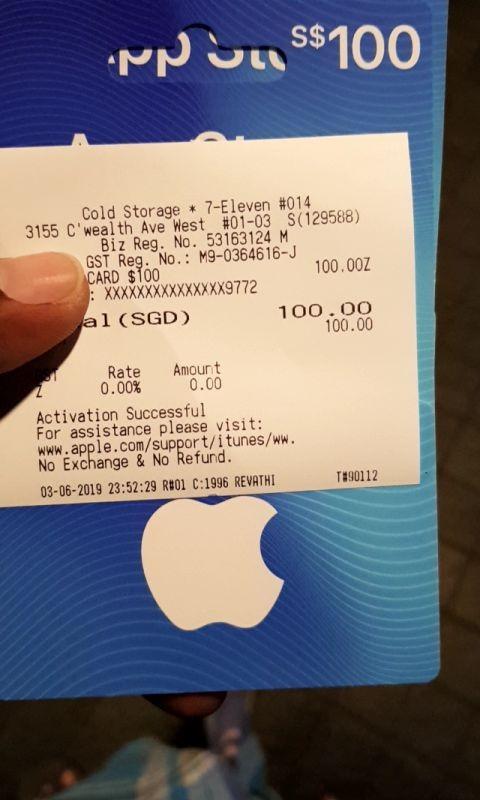 S$100
Cold Storage * 7-Eleven #014
3155 C'wealth Ave West #01-03 S(129588)
Biz Reg. No. 53163124 M
GST Reg. No.: M9-0364616-J
CARD $100 100.00Z
: XXXXXXXXXXXXXXX9772
al (SGD) 100.00
100.00
Rate Amount
Z 0.00% 0.00
Activation Successful
For assistance please visit:
www.apple.com/support/itunes/ww.
No Exchange & No Refund.
03-06-2019 23:52:29 R#01 C:1996 REVATHI T#90112